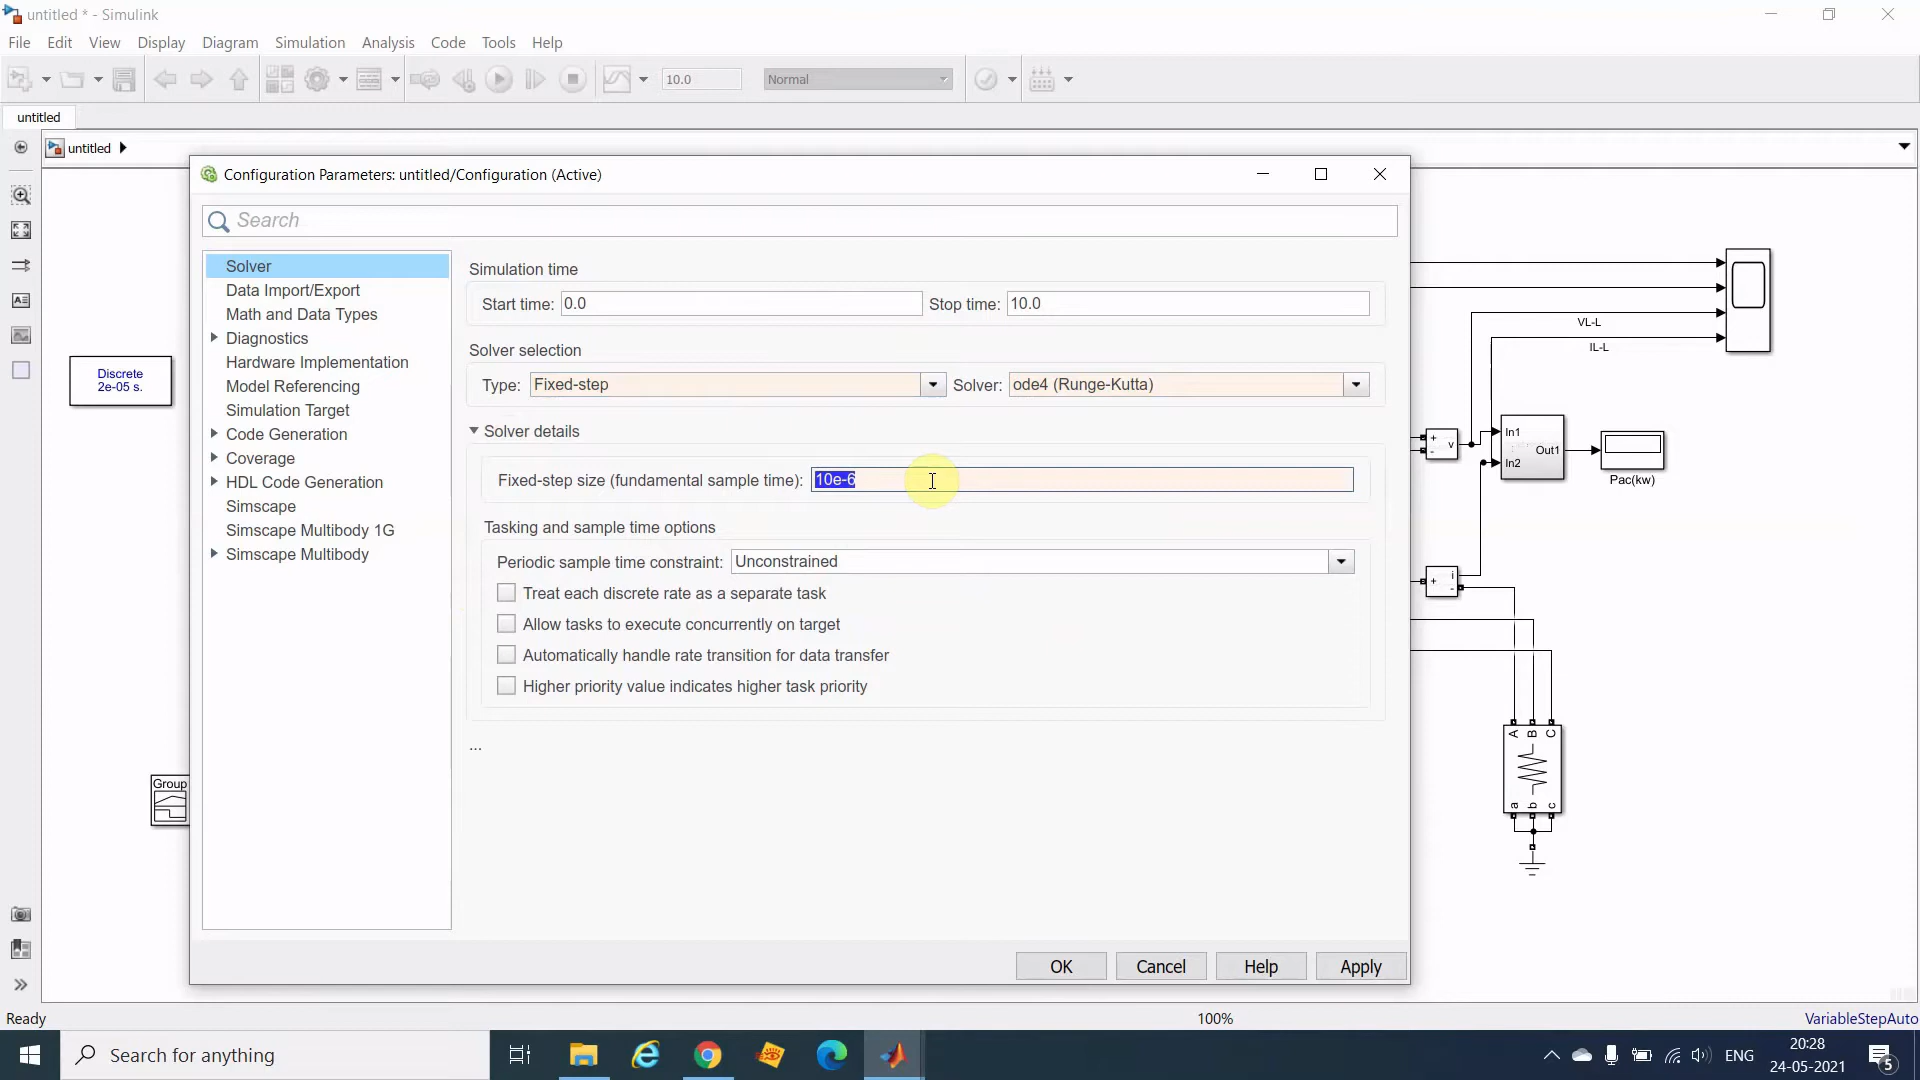 untitled * - Simulink
File Edit View Display Diagram Simulation Analysis Code Tools Help
10.0 Normal
untitled
untitled
Configuration Parameters: untitled/Configuration (Active)
Search
Solver
Data Import/Export
Math and Data Types
Diagnostics
Hardware Implementation
Model Referencing
Simulation Target
Code Generation
Coverage
HDL Code Generation
Simscape
Simscape Multibody 1G
Simscape Multibody
Simulation time
Start time: 0.0 Stop time: 10.0
Solver selection
Type: Fixed-step Solver: ode4 (Runge-Kutta)
Solver details
Fixed-step size (fundamental sample time): 10e-6
Tasking and sample time options
Periodic sample time constraint: Unconstrained
Treat each discrete rate as a separate task
Allow tasks to execute concurrently on target
Automatically handle rate transition for data transfer
Higher priority value indicates higher task priority
...
OK Cancel Help Apply
Discrete
2e-05 s.
Group
VL-L
IL-L
+ v
-
In1
Out1
In2
Pac(kw)
+ i
-
A B C
a b c
Ready 100% VariableStepAuto
Search for anything
ENG
20:28
24-05-2021
5